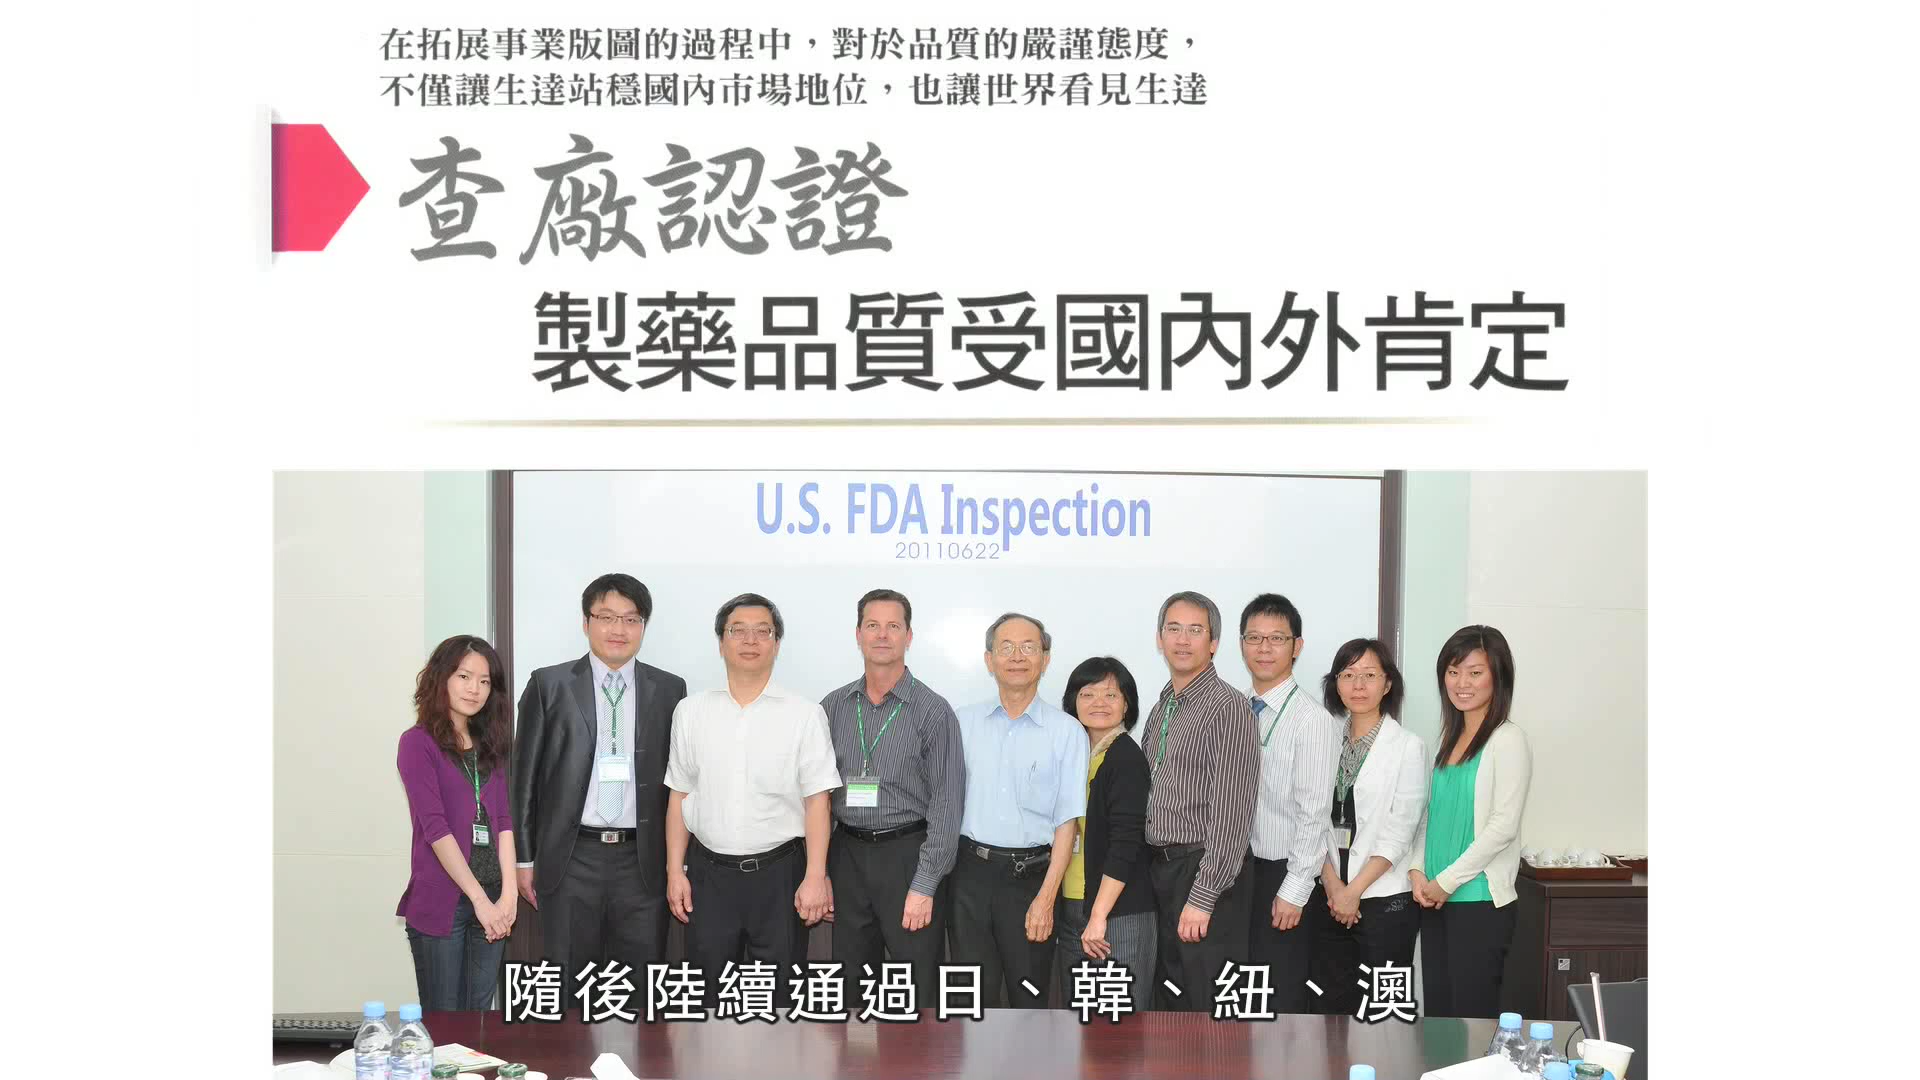 在拓展事業版圖的過程中，對於品質的嚴謹態度，
不僅讓生達站穩國內市場地位，也讓世界看見生達
查廠認證
製藥品質受國內外肯定
U.S. FDA Inspection
20110622
隨後陸續通過日、韓、紐、澳